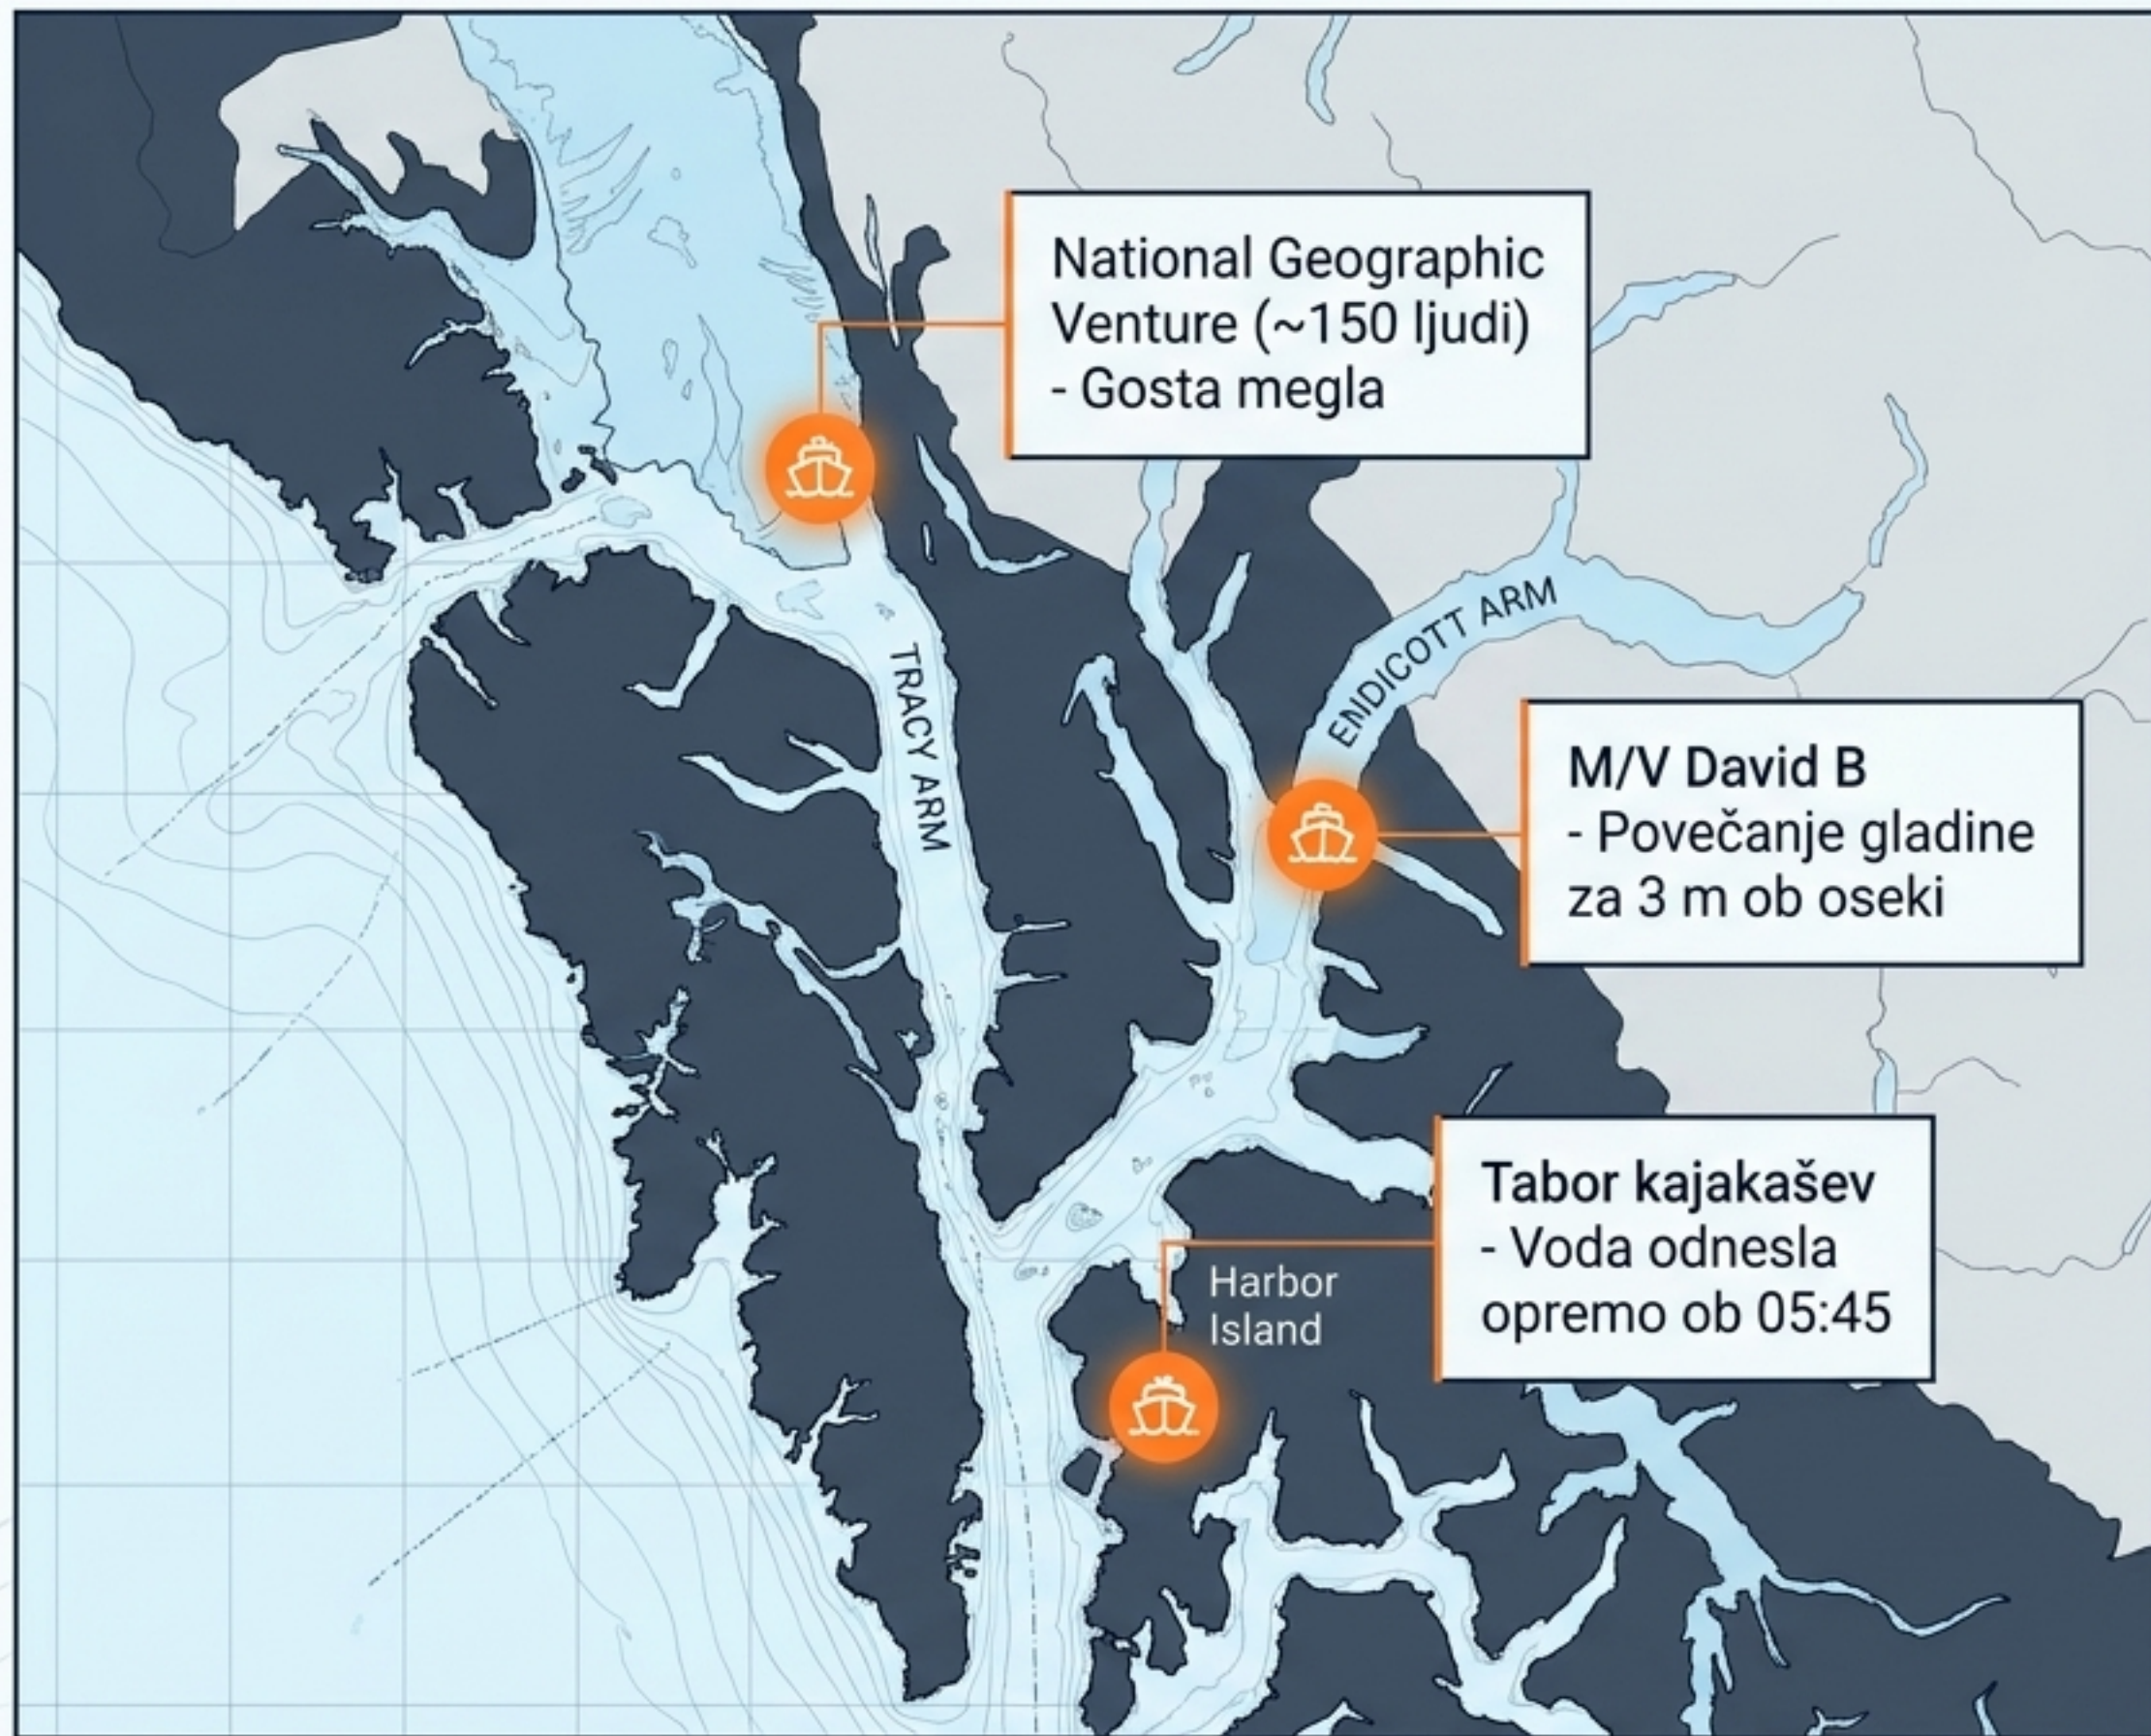 National Geographic
Venture (~150 ljudi)
- Gosta megla
ENDICOTT ARM
TRACY ARM
M/V David B
- Povečanje gladine
za 3 m ob oseki
Tabor kajakašev
- Voda odnesla
opremo ob 05:45
Harbor
Island